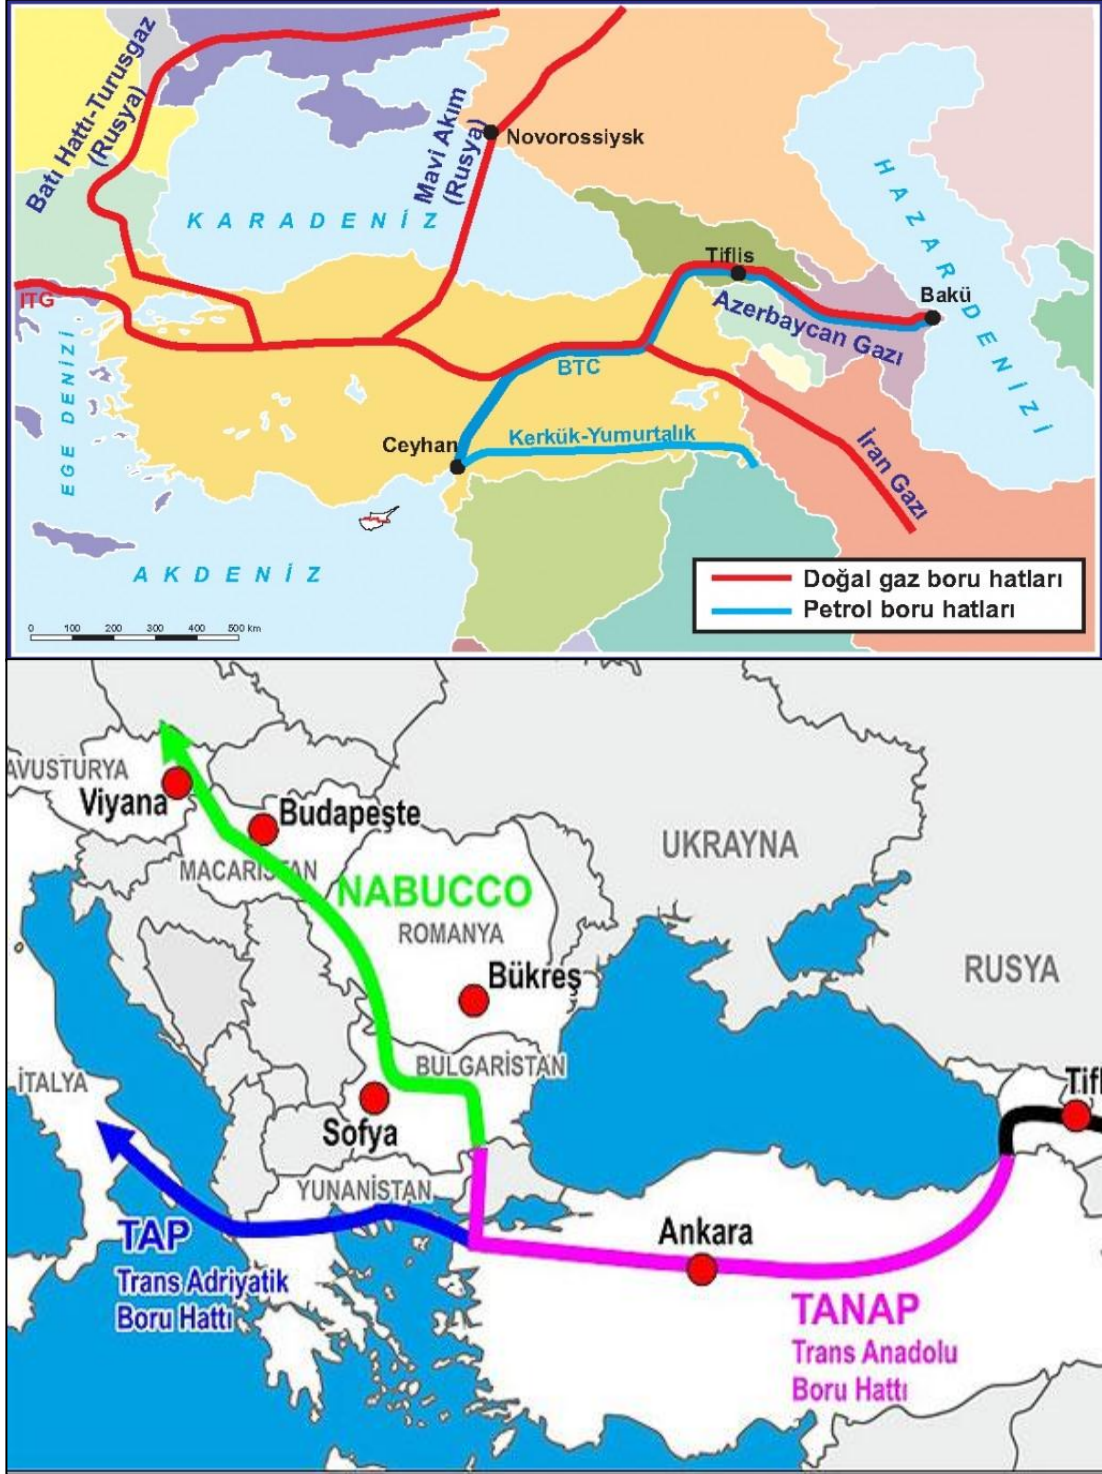 Batı Hattı-Turusgaz
(Rusya)
Mavi Akım
(Rusya)
Novorossiysk
KARADENİZ
HAZAR DENİZİ
Tiflis
Bakü
Azerbaycan Gazı
ITG
BTC
EGE DENİZİ
Ceyhan
Kerkük-Yumurtalık
İran Gazı
AKDENİZ
Doğal gaz boru hatları
Petrol boru hatları
0 100 200 300 400 500 km
AVUSTURYA
Viyana
Budapeşte
MACARİSTAN
UKRAYNA
NABUCCO
ROMANYA
RUSYA
Bükreş
BULGARİSTAN
İTALYA
Tifl
Sofya
YUNANİSTAN
TAP
Trans Adriyatik
Boru Hattı
Ankara
TANAP
Trans Anadolu
Boru Hattı